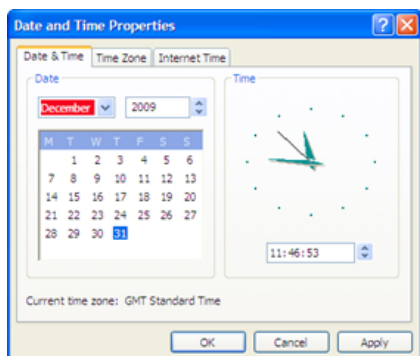 Date and Time Properties
Date & Time Time Zone Internet Time
Date
December 2009
M T W T F S S
1 2 3 4 5 6
7 8 9 10 11 12 13
14 15 16 17 18 19 20
21 22 23 24 25 26 27
28 29 30 31
Time
11:46:53
Current time zone: GMT Standard Time
OK Cancel Apply